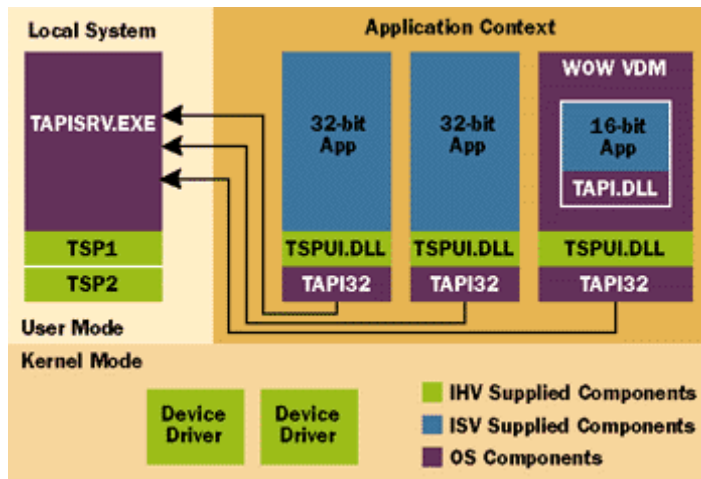 Local System
Application Context
TAPISRV.EXE
TSP1
TSP2
User Mode
32-bit
App
TSPUI.DLL
TAPI32
32-bit
App
TSPUI.DLL
TAPI32
WOW VDM
16-bit
App
TAPI.DLL
TSPUI.DLL
TAPI32
Kernel Mode
Device
Driver
Device
Driver
IHV Supplied Components
ISV Supplied Components
OS Components